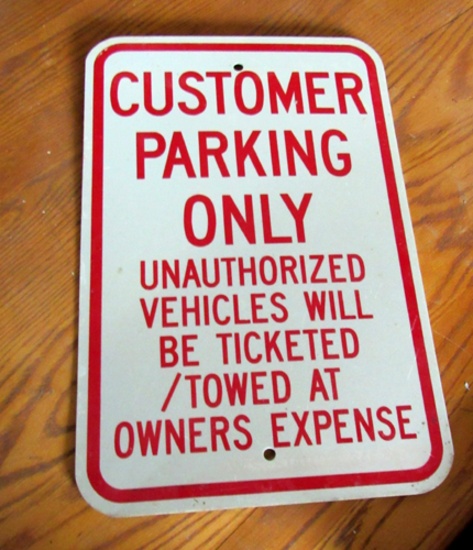 CUSTOMER
PARKING
ONLY
UNAUTHORIZED
VEHICLES WILL
BE TICKETED
/TOWED AT
OWNERS EXPENSE